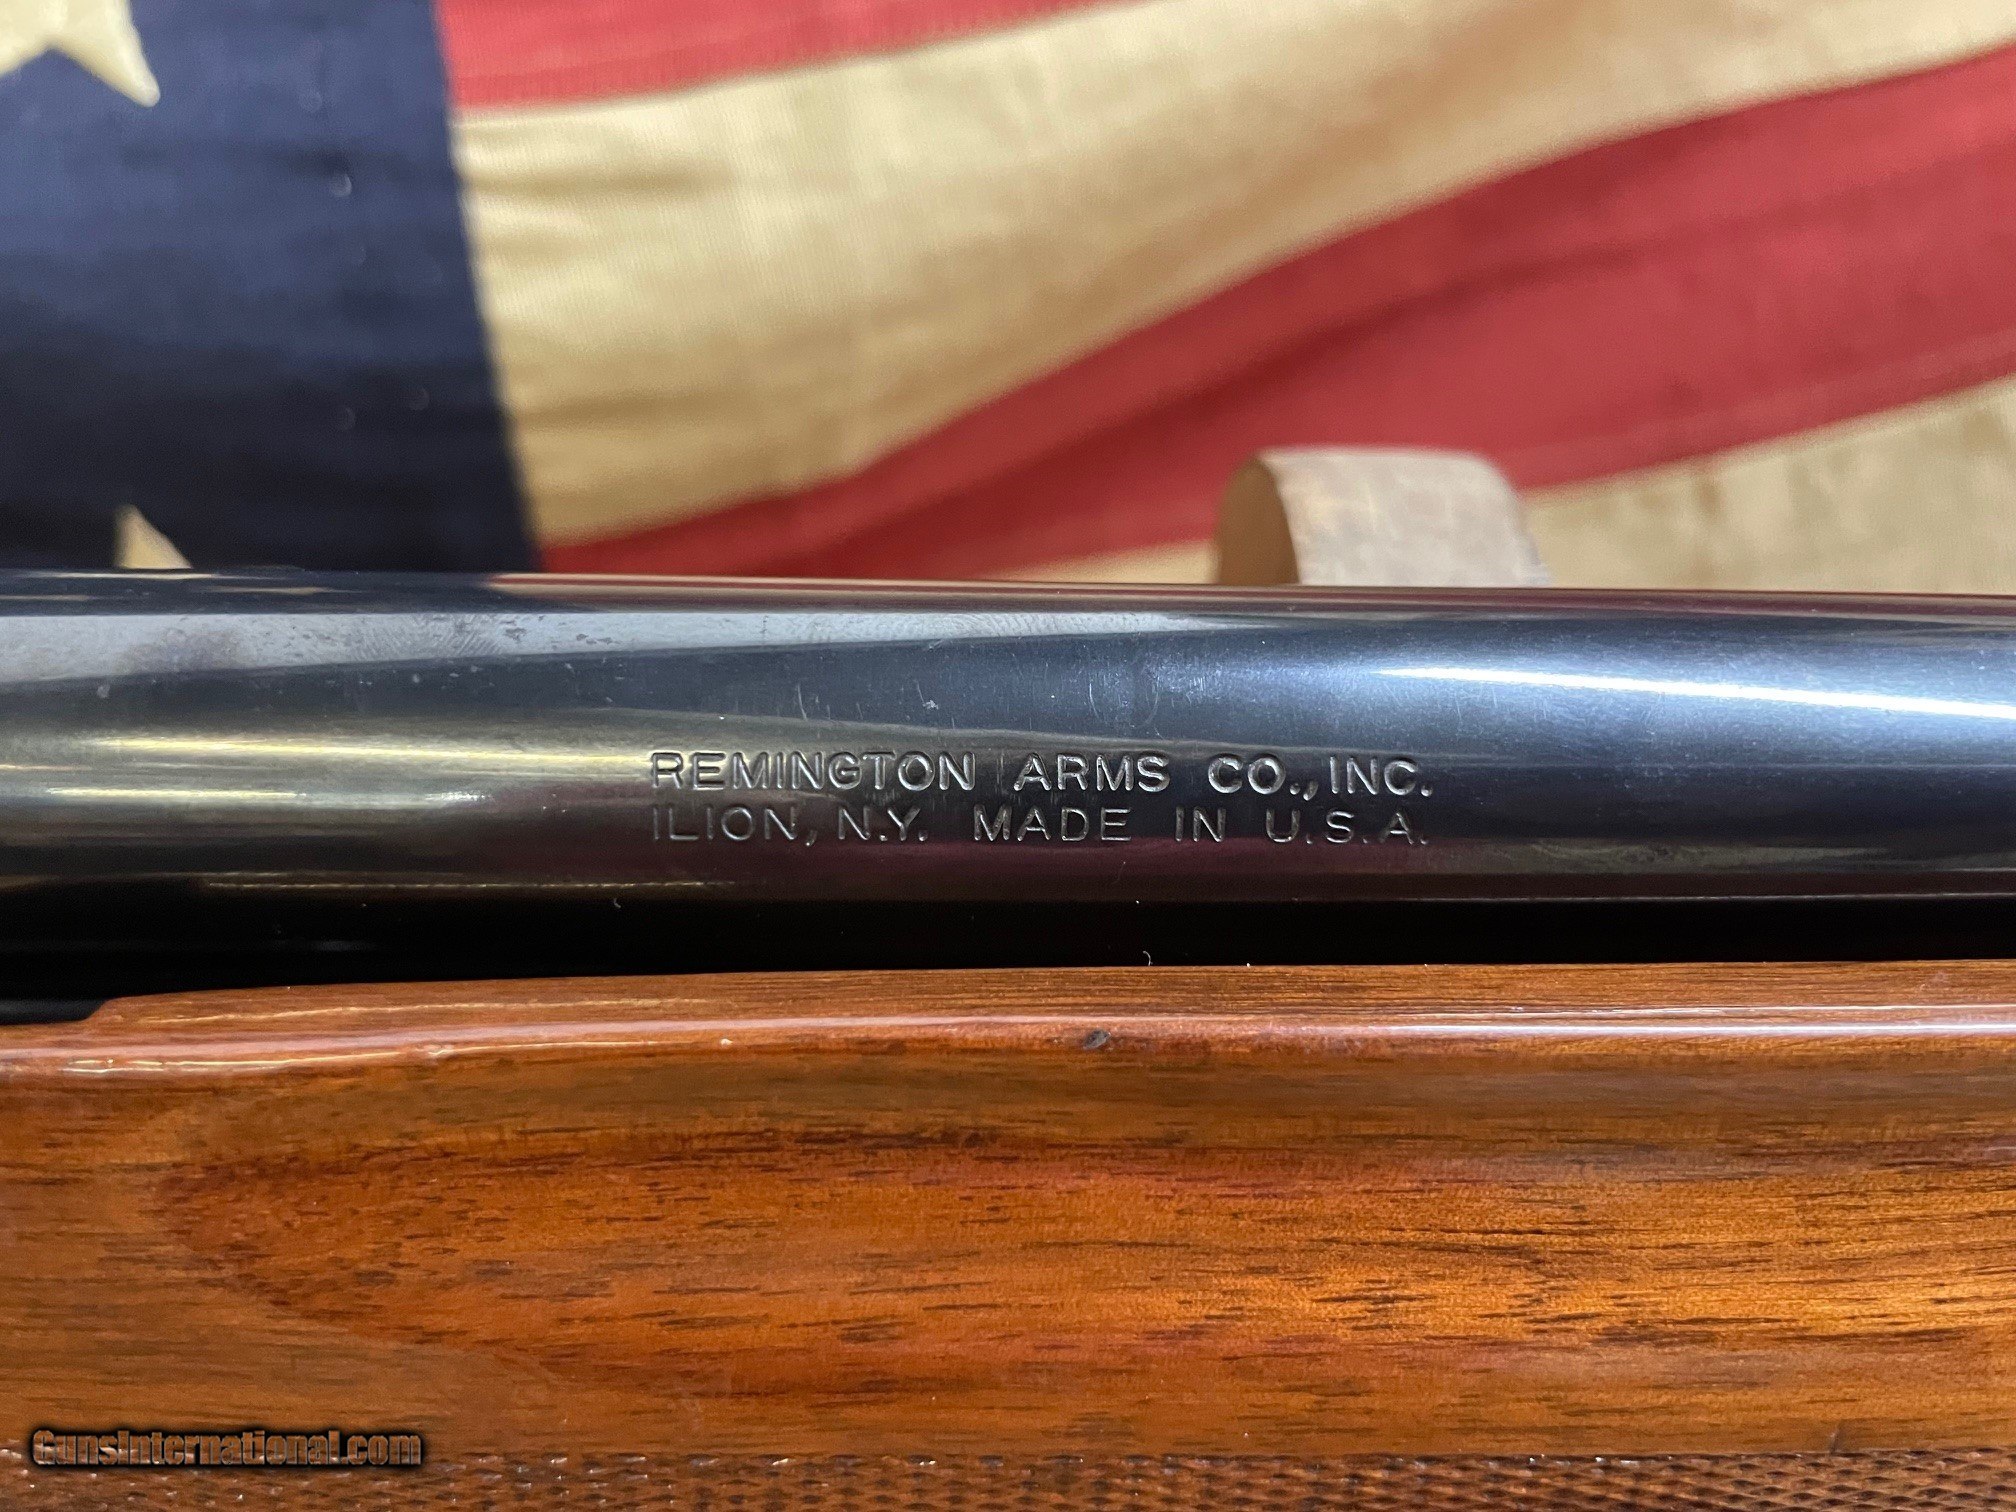 REMINGTON ARMS CO., INC.
ILION, N.Y. MADE IN U.S.A.
GunsInternational.com